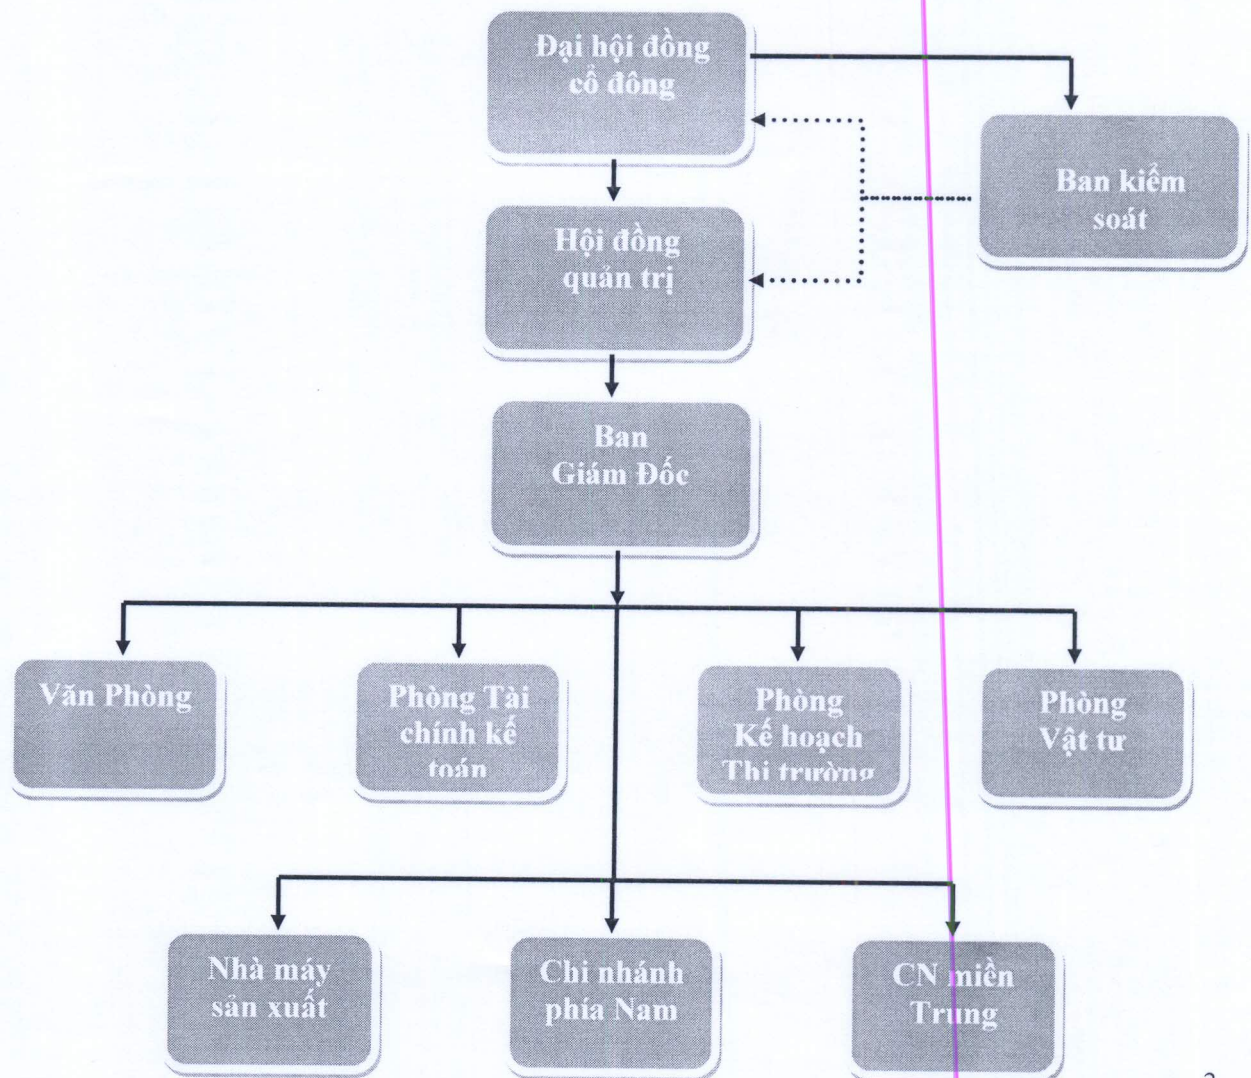 Đại hội đồng
cổ đông
Ban kiểm
soát
Hội đồng
quản trị
Ban
Giám Đốc
Văn Phòng
Phòng Tài
chính kế
toán
Phòng
Kế hoạch
Thị trường
Phòng
Vật tư
Nhà máy
sản xuất
Chi nhánh
phía Nam
CN miền
Trung